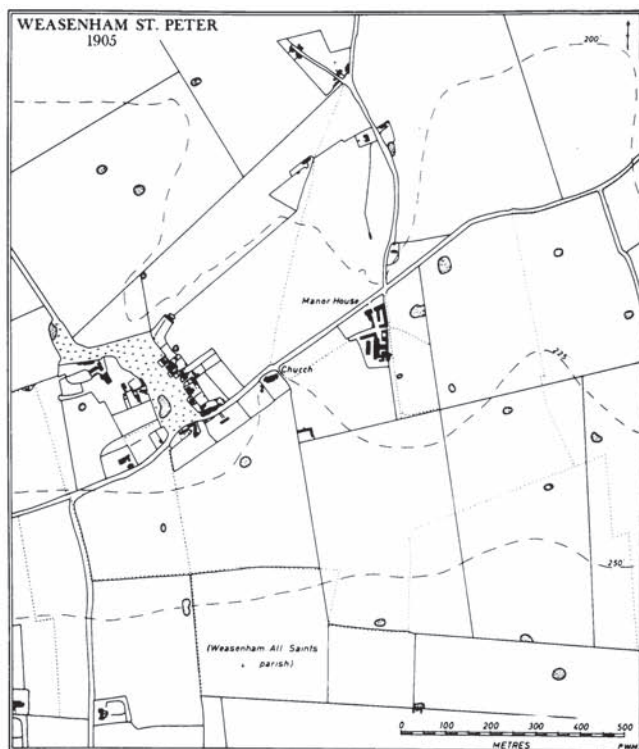 WEASENHAM ST. PETER
1905
200
Manor House
Church
225
250
(Weasenham All Saints
parish)
0 100 200 300 400 500
METRES